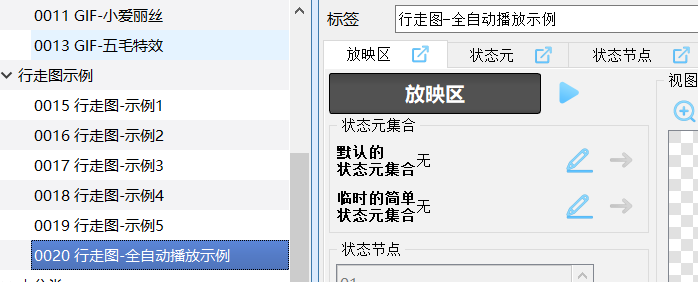 0011 GIF-小爱丽丝
0013 GIF-五毛特效
行走图示例
0015 行走图-示例1
0016 行走图-示例2
0017 行走图-示例3
0018 行走图-示例4
0019 行走图-示例5
0020 行走图-全自动播放示例
标签
行走图-全自动播放示例
放映区
状态元
状态节点
放映区
视图
状态元集合
默认的
状态元集合 无
临时的简单
状态元集合 无
状态节点